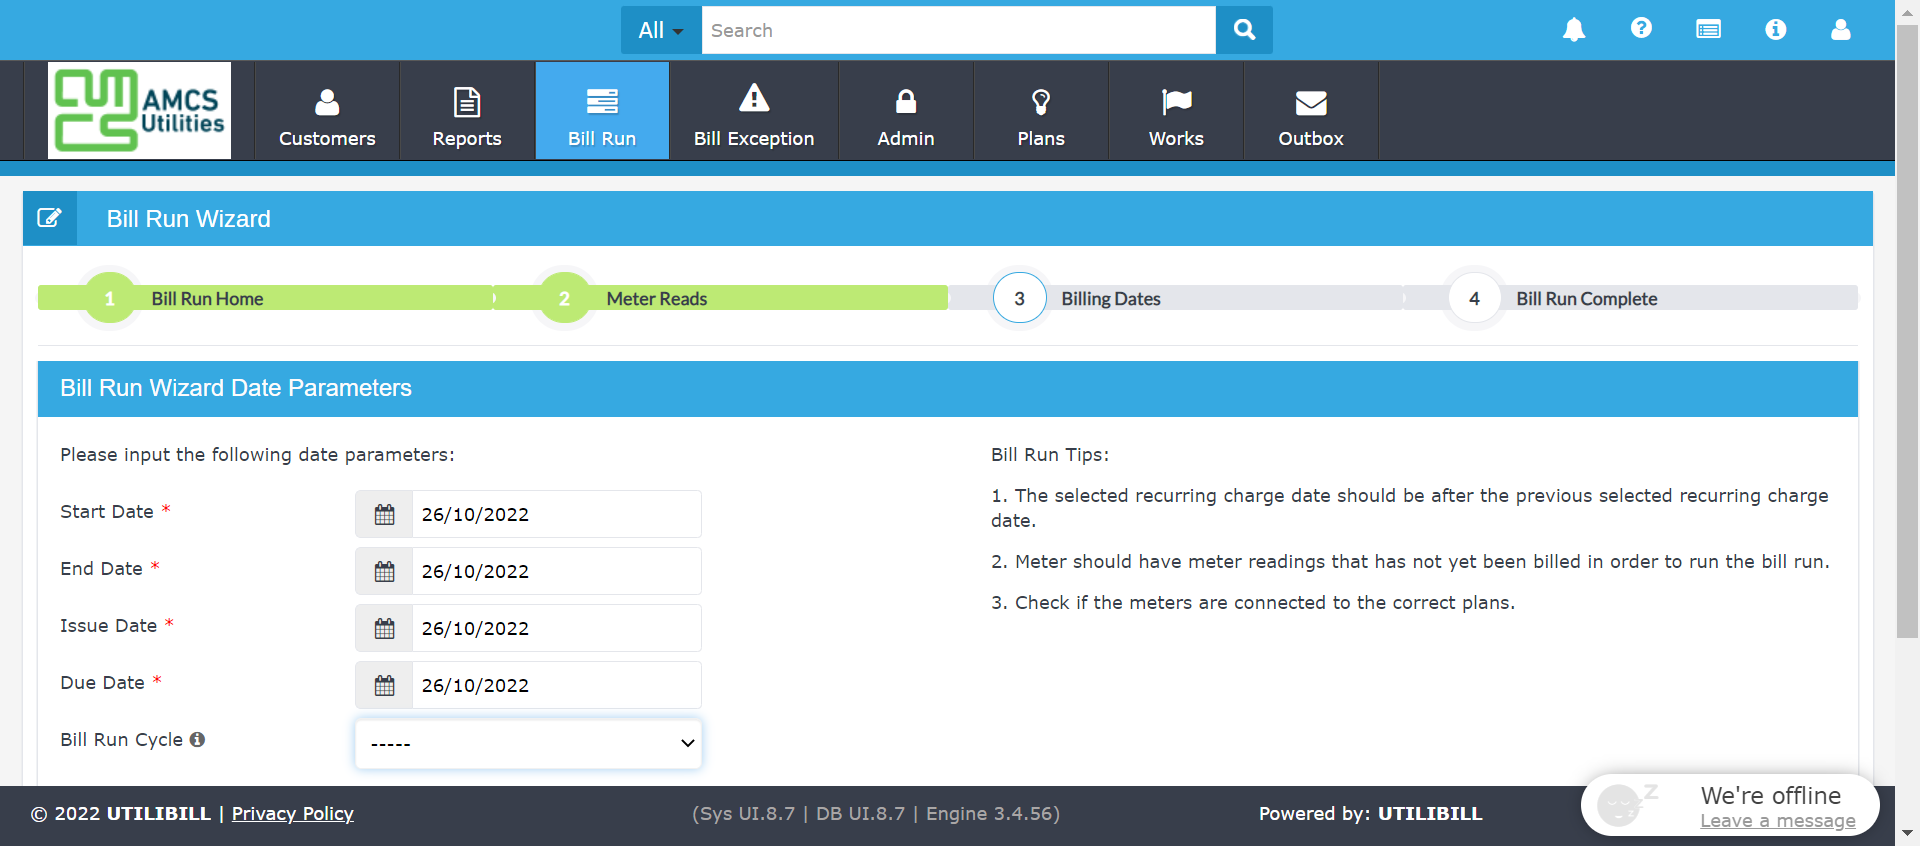 All
Search
AMCS
Utilities
Customers
Reports
Bill Run
Bill Exception
Admin
Plans
Works
Outbox
Bill Run Wizard
1 Bill Run Home
2 Meter Reads
3 Billing Dates
4 Bill Run Complete
Bill Run Wizard Date Parameters
Please input the following date parameters:
Start Date * 26/10/2022
End Date * 26/10/2022
Issue Date * 26/10/2022
Due Date * 26/10/2022
Bill Run Cycle -----
Bill Run Tips:
1. The selected recurring charge date should be after the previous selected recurring charge
date.
2. Meter should have meter readings that has not yet been billed in order to run the bill run.
3. Check if the meters are connected to the correct plans.
© 2022 UTILIBILL | Privacy Policy
(Sys UI.8.7 | DB UI.8.7 | Engine 3.4.56)
Powered by: UTILIBILL
We're offline
Leave a message